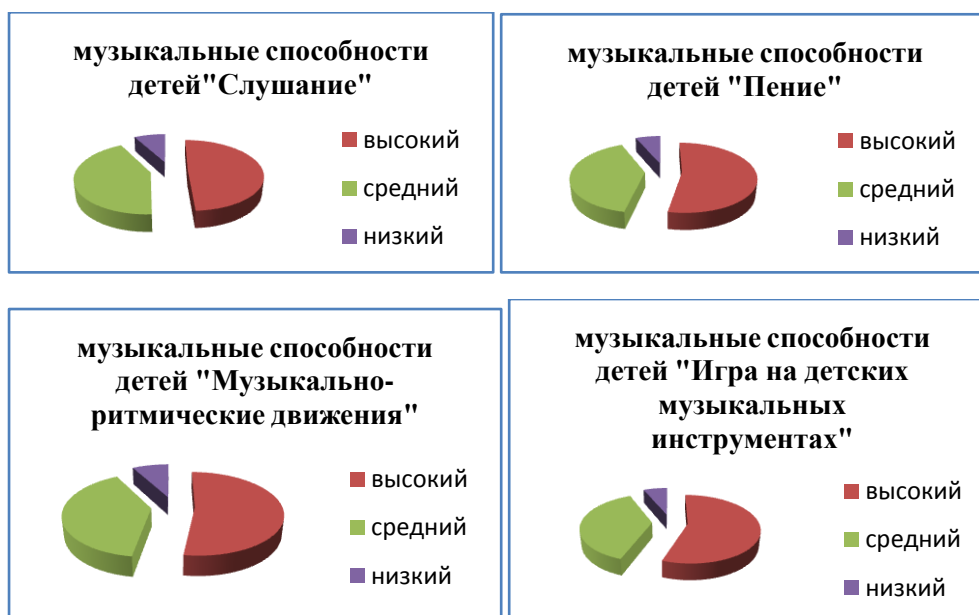 музыкальные способности
детей"Слушание"
высокий
средний
низкий
музыкальные способности
детей "Пение"
высокий
средний
низкий
музыкальные способности
детей "Музыкально-
ритмические движения"
высокий
средний
низкий
музыкальные способности
детей "Игра на детских
музыкальных
инструментах"
высокий
средний
низкий